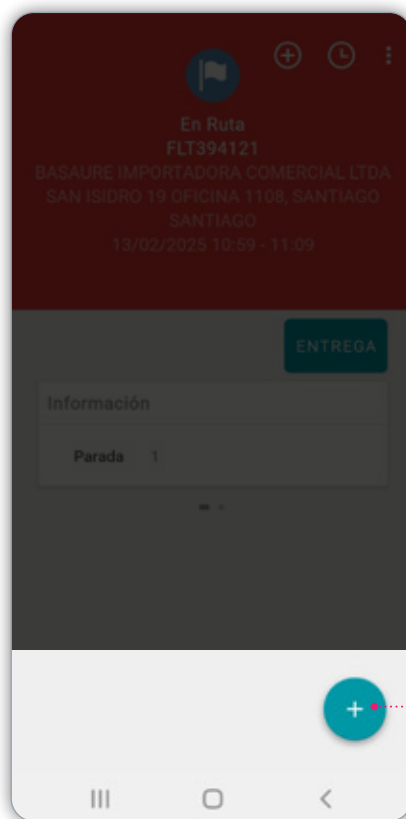 En Ruta
FLT394121
BASAURE IMPORTADORA COMERCIAL LTDA
SAN ISIDRO 19 OFICINA 1108, SANTIAGO
SANTIAGO
13/02/2025 10:59 - 11:09
ENTREGA
Información
Parada 1